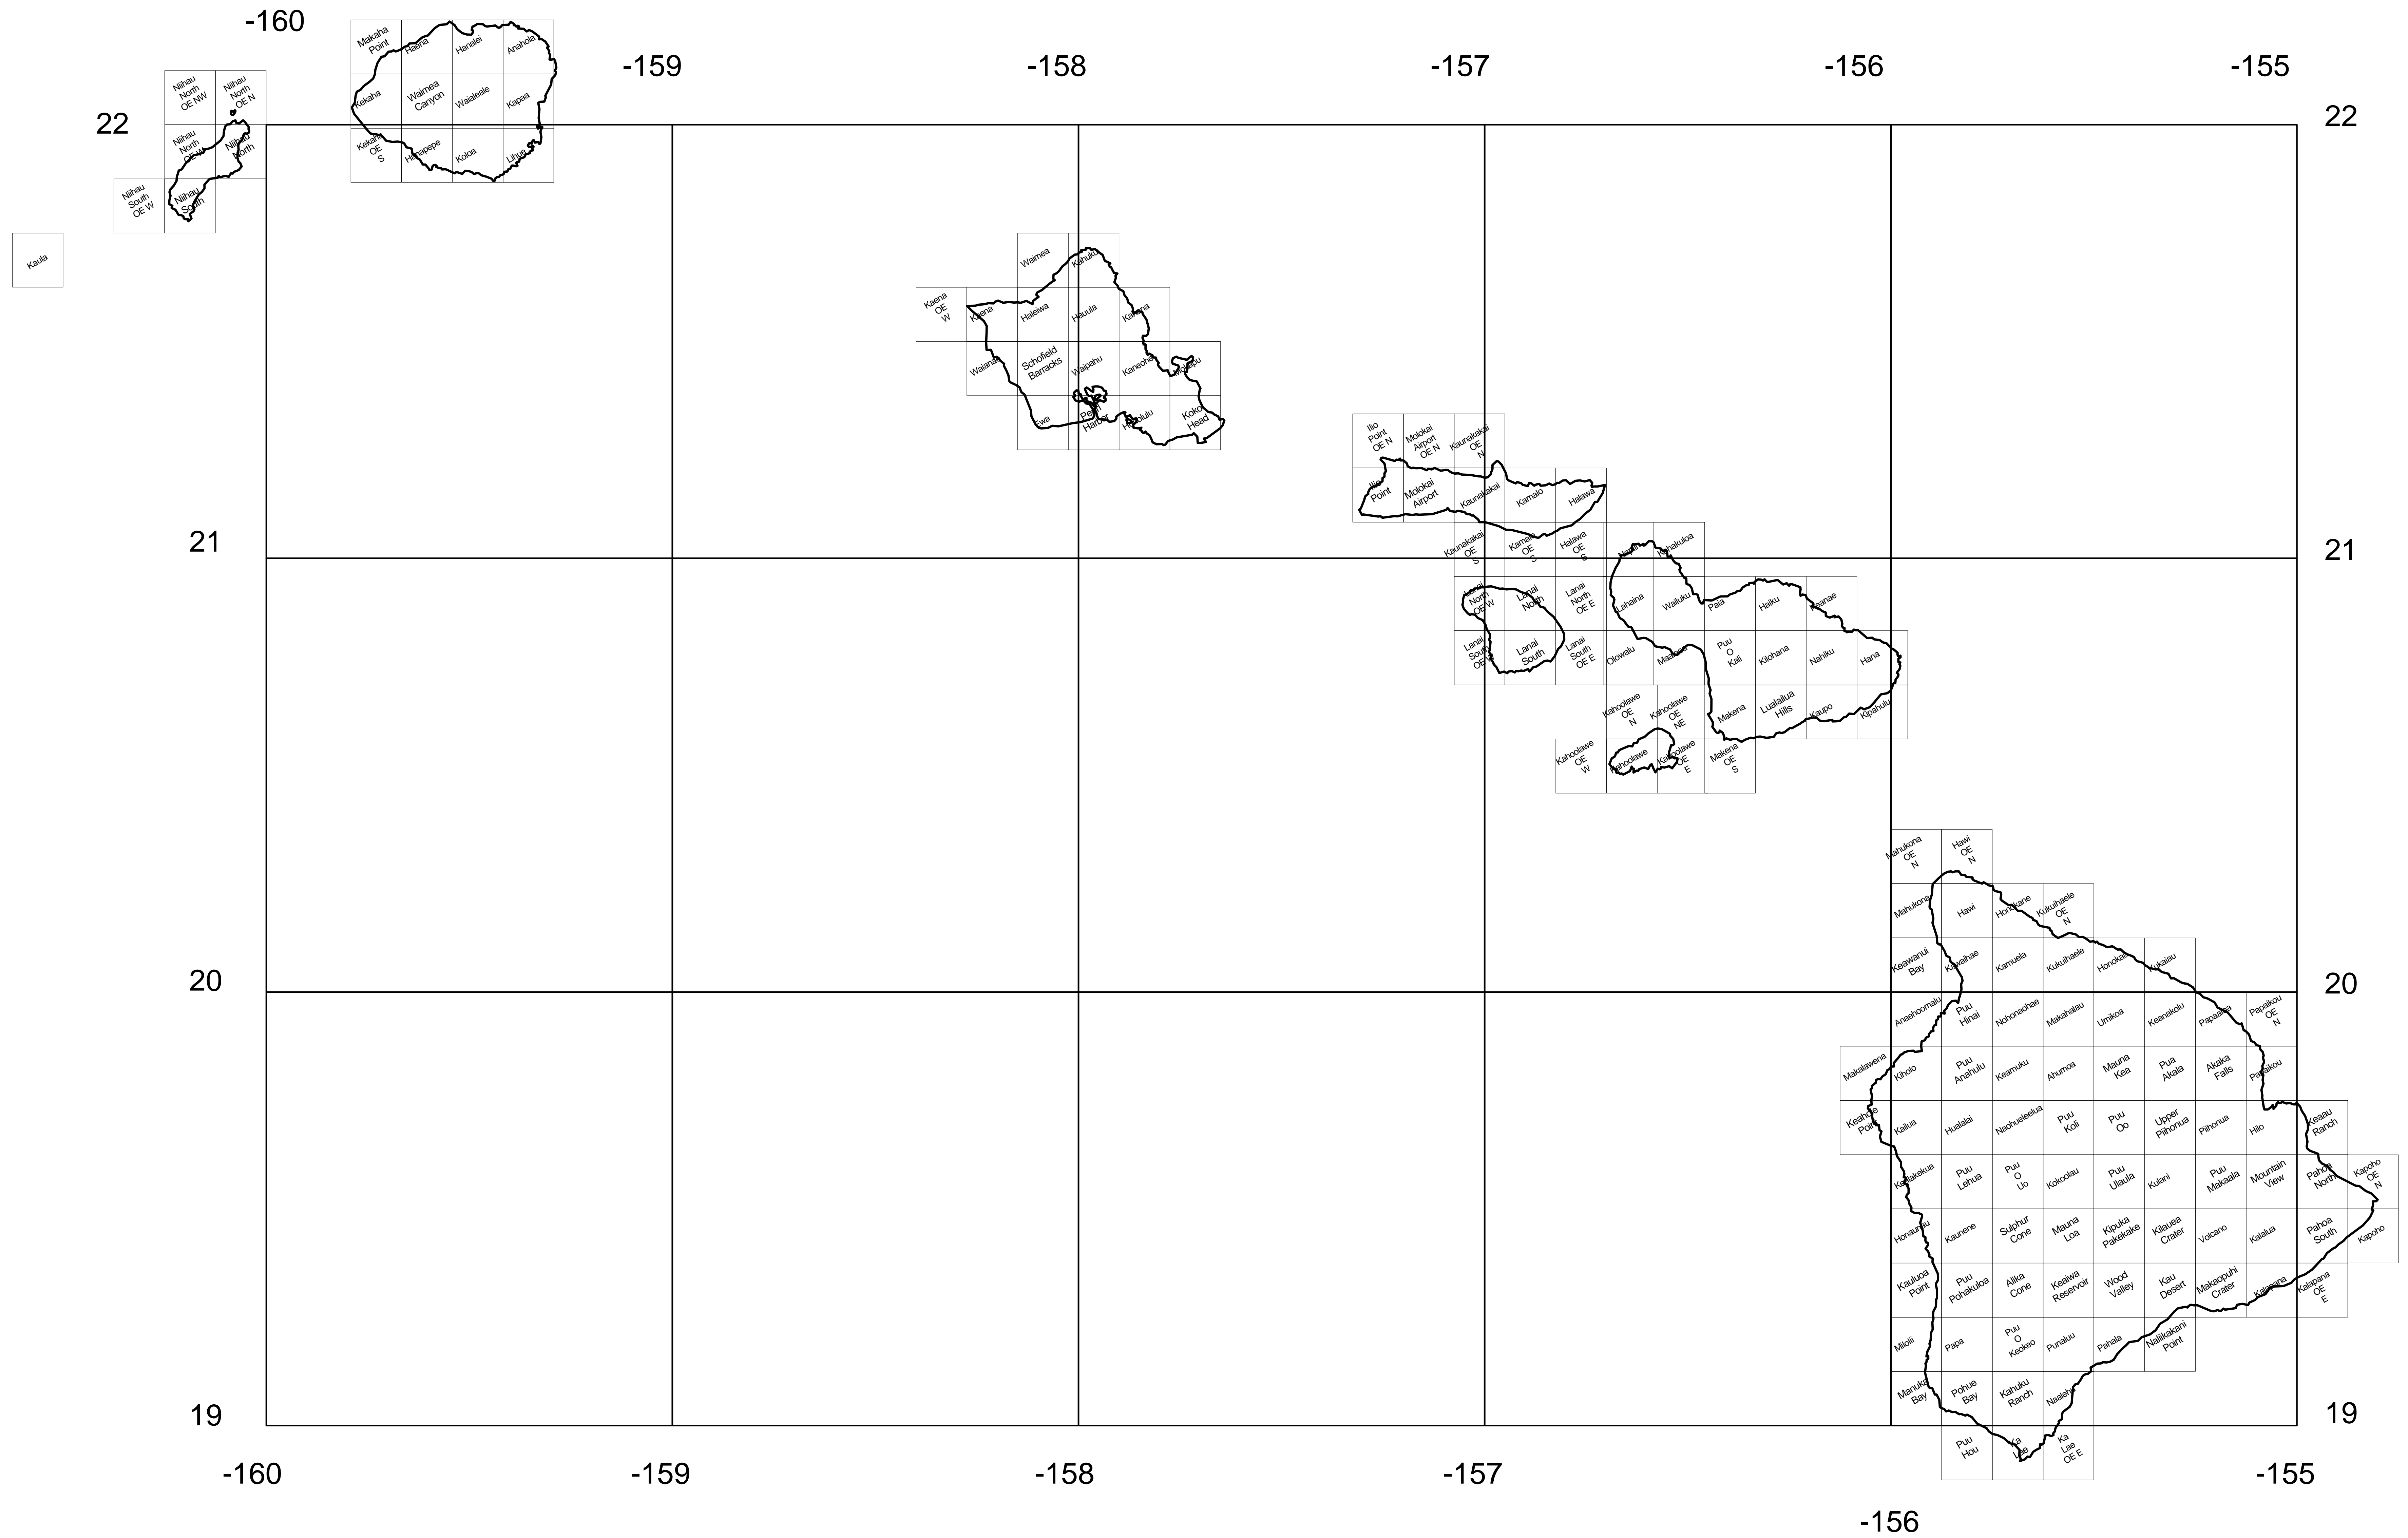 -160
-159
-158
-157
-156
-155
22
22
Makaha
Point
Haena
Hanalei
Anahola
Kekaha
Waimea
Canyon
Waialeale
Kapaa
Kekaha
OE
S
Hanapepe
Koloa
Lihue
Niihau
North
OE NW
Niihau
North
OE N
Niihau
North
OE W
Niihau
North
Niihau
South
OE W
Niihau
South
Kaula
Waimea
Kahuku
Kaena
OE
W
Kaena
Haleiwa
Hauula
Kahana
Waianae
Schofield
Barracks
Waipahu
Kaneohe
Mokapu
Ewa
Pearl
Harbor
Honolulu
Koko
Head
Ilio
Point
OE N
Molokai
Airport
OE N
Kaunakakai
OE
N
Ilio
Point
Molokai
Airport
Kaunakakai
Kamalo
Halawa
21
21
Kaunakakai
OE
S
Kamalo
OE
S
Halawa
OE
S
Napili
Kahakuloa
Lanai
North
OE W
Lanai
North
Lanai
North
OE E
Lahaina
Wailuku
Paia
Haiku
Keanae
Lanai
South
OE W
Lanai
South
Lanai
South
OE E
Olowalu
Maalaea
Puu
O
Kali
Kilohana
Nahiku
Hana
Kahoolawe
OE
N
Kahoolawe
OE
NE
Makena
Lualailua
Hills
Kaupo
Kipahulu
Kahoolawe
OE
W
Kahoolawe
Kahoolawe
OE
E
Makena
OE
S
Mahukona
OE
N
Hawi
OE
N
Mahukona
Hawi
Honokane
Kukuihaele
OE
N
Keawanui
Bay
Kawaihae
Kamuela
Kukuihaele
Honokaa
Kukaiau
20
20
Anaehoomalu
Puu
Hinai
Nohonaohae
Makahalau
Umikoa
Keanakolu
Papaaloa
Papaikou
OE
N
Makalawena
Kiholo
Puu
Anahulu
Keamuku
Ahumoa
Mauna
Kea
Pua
Akala
Akaka
Falls
Papaikou
Keahole
Point
Kailua
Hualalai
Naohueleelua
Puu
Koli
Puu
Oo
Upper
Piihonua
Piihonua
Hilo
Keaau
Ranch
Kealakekua
Puu
Lehua
Puu
O
Uo
Kokoolau
Puu
Ulaula
Kulani
Puu
Makaala
Mountain
View
Pahoa
North
Kapoho
OE
N
Honaunau
Kaunene
Sulphur
Cone
Mauna
Loa
Kipuka
Pakekake
Kilauea
Crater
Volcano
Kalalua
Pahoa
South
Kapoho
Kauluoa
Point
Puu
Pohakuloa
Alika
Cone
Keaiwa
Reservoir
Wood
Valley
Kau
Desert
Makaopuhi
Crater
Kalapana
Kalapana
OE
E
Milolii
Papa
Puu
O
Keokeo
Punaluu
Pahala
Naliikakani
Point
Manuka
Bay
Pohue
Bay
Kahuku
Ranch
Naalehu
19
19
Puu
Hou
Ka
Lae
Ka
Lae
OE E
-160
-159
-158
-157
-155
-156